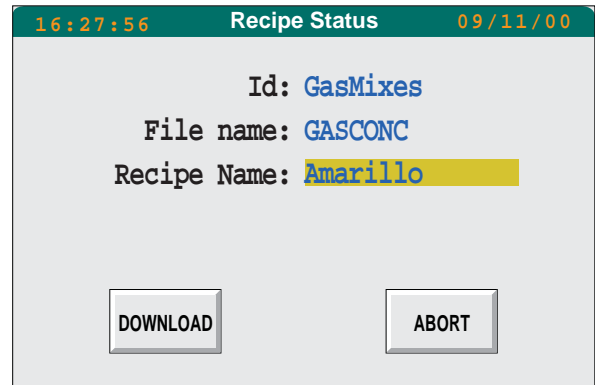 16:27:56 Recipe Status 09/11/00
Id: GasMixes
File name: GASCONC
Recipe Name: Amarillo
DOWNLOAD ABORT